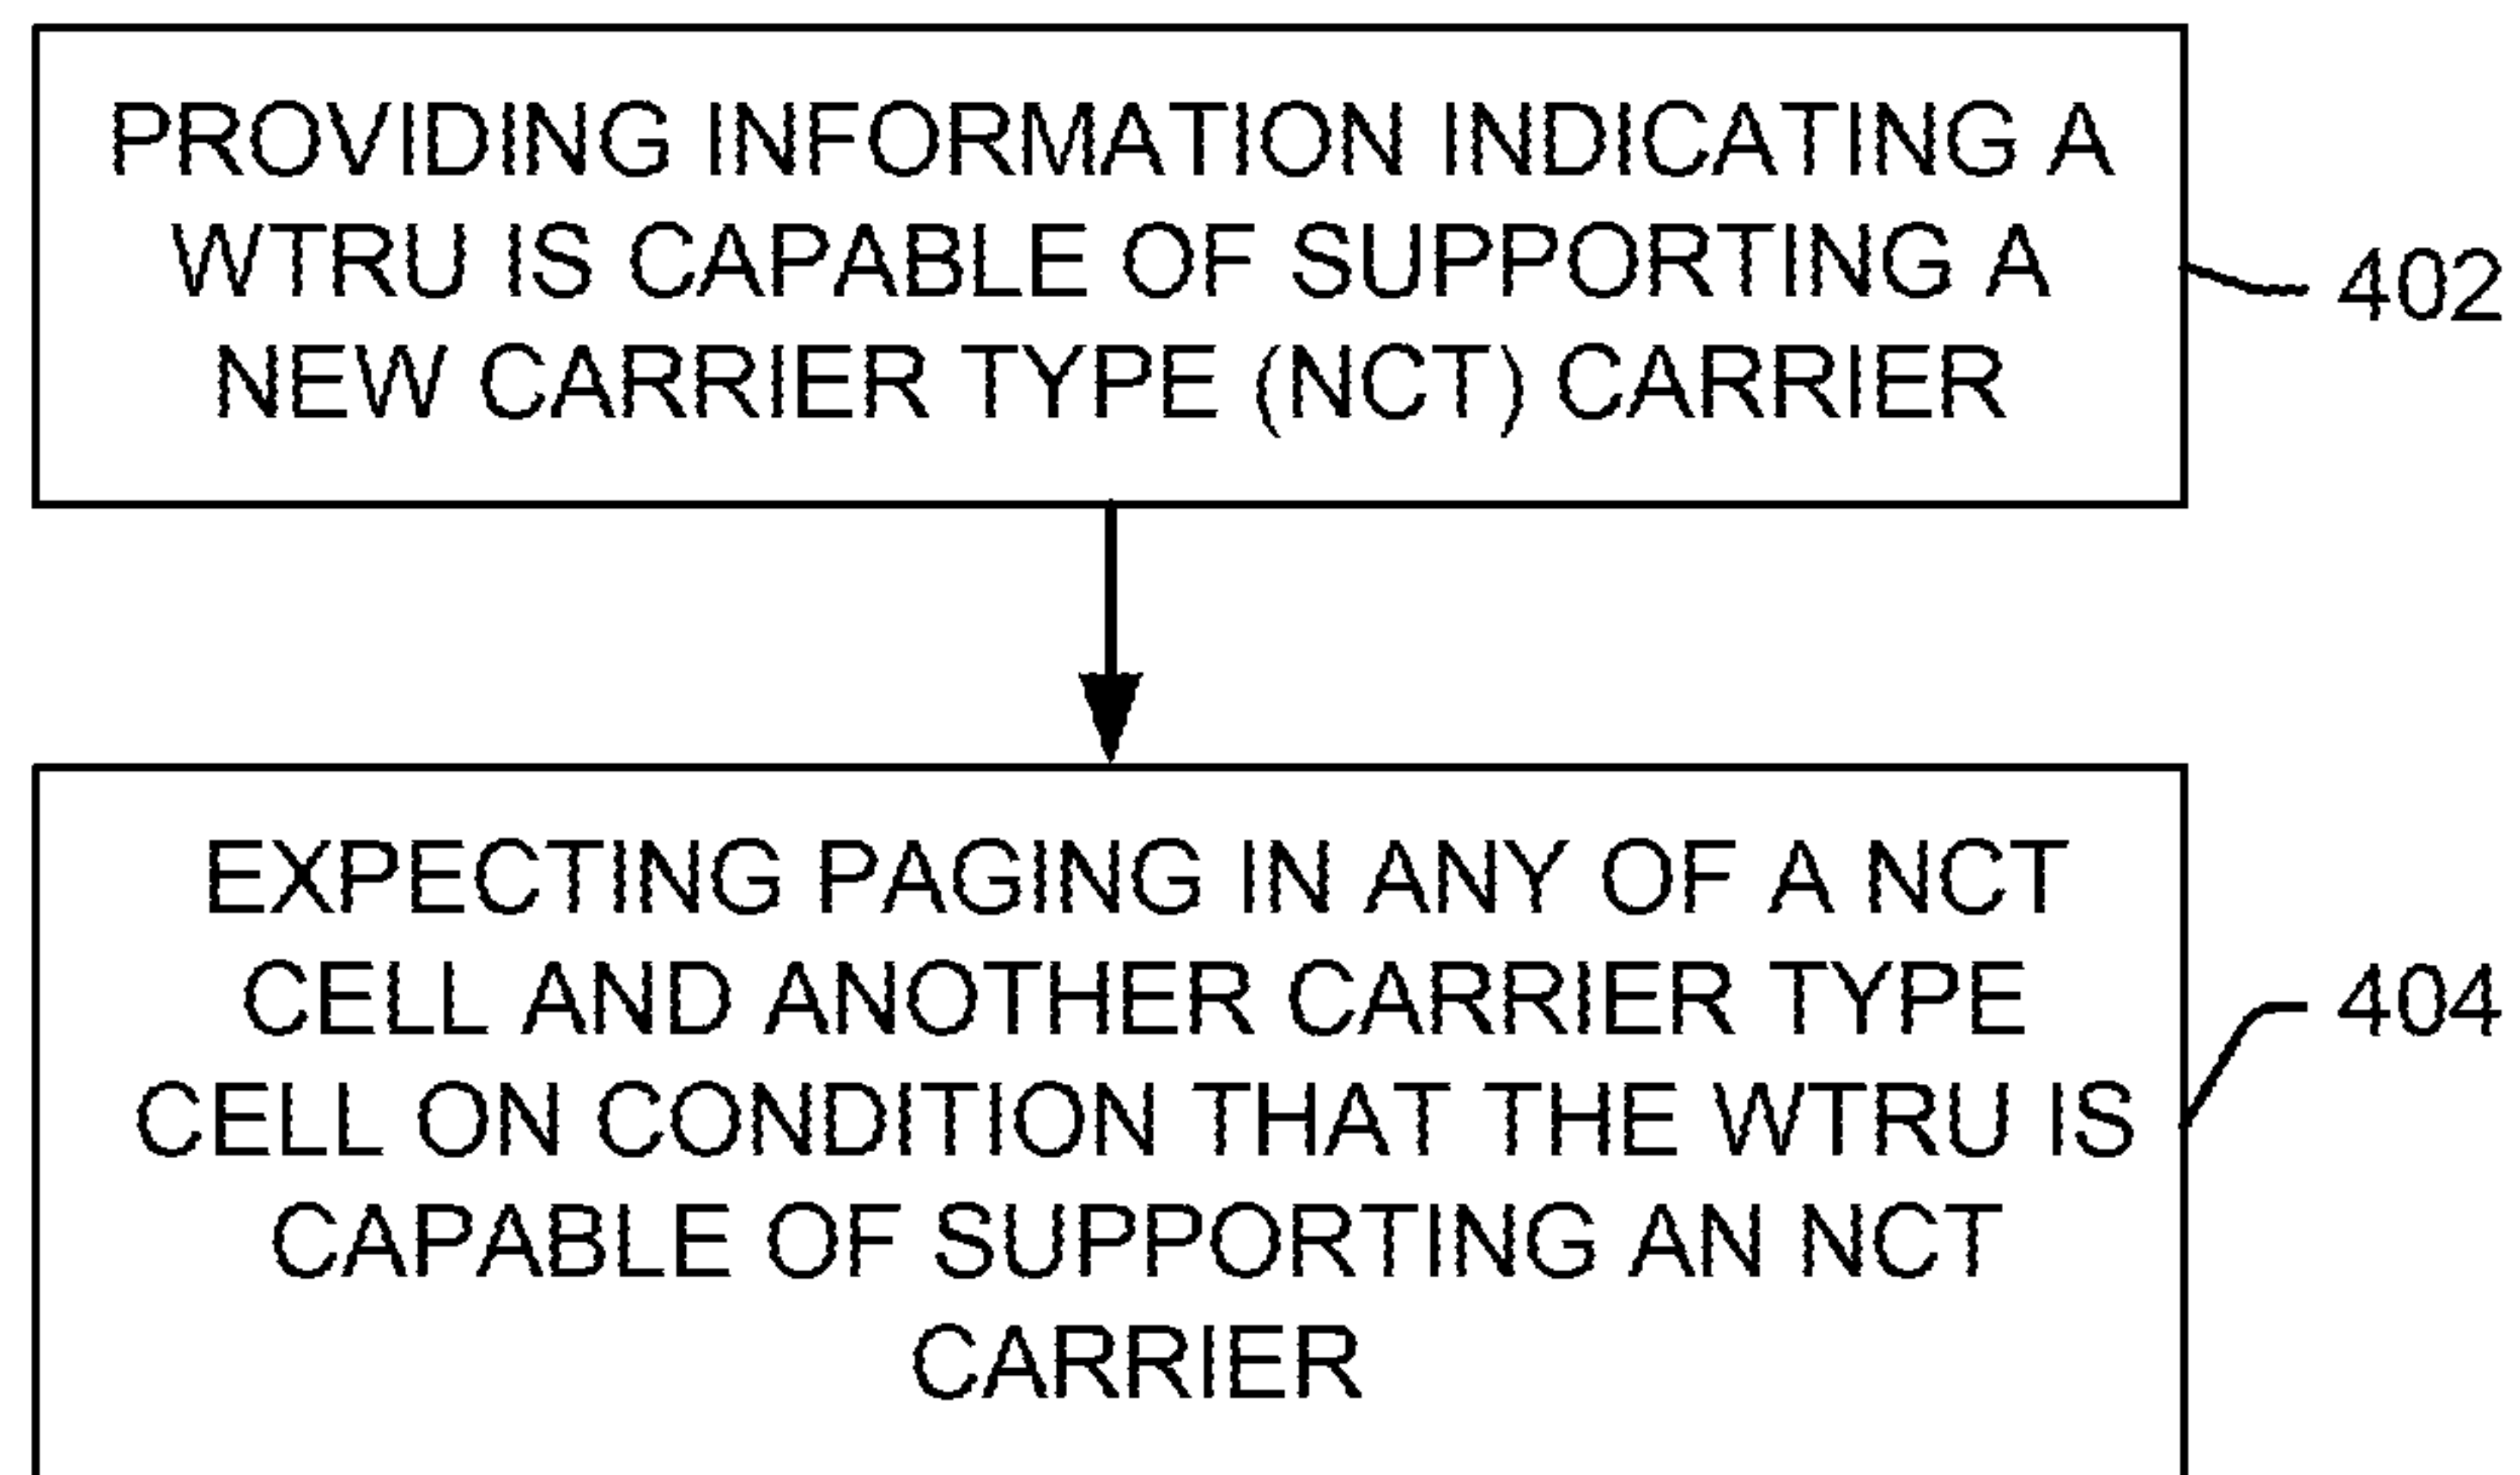 PROVIDING INFORMATION INDICATING A
WTRU IS CAPABLE OF SUPPORTING A
NEW CARRIER TYPE (NCT) CARRIER
402
EXPECTING PAGING IN ANY OF A NCT
CELL AND ANOTHER CARRIER TYPE
CELL ON CONDITION THAT THE WTRU IS
CAPABLE OF SUPPORTING AN NCT
CARRIER
404